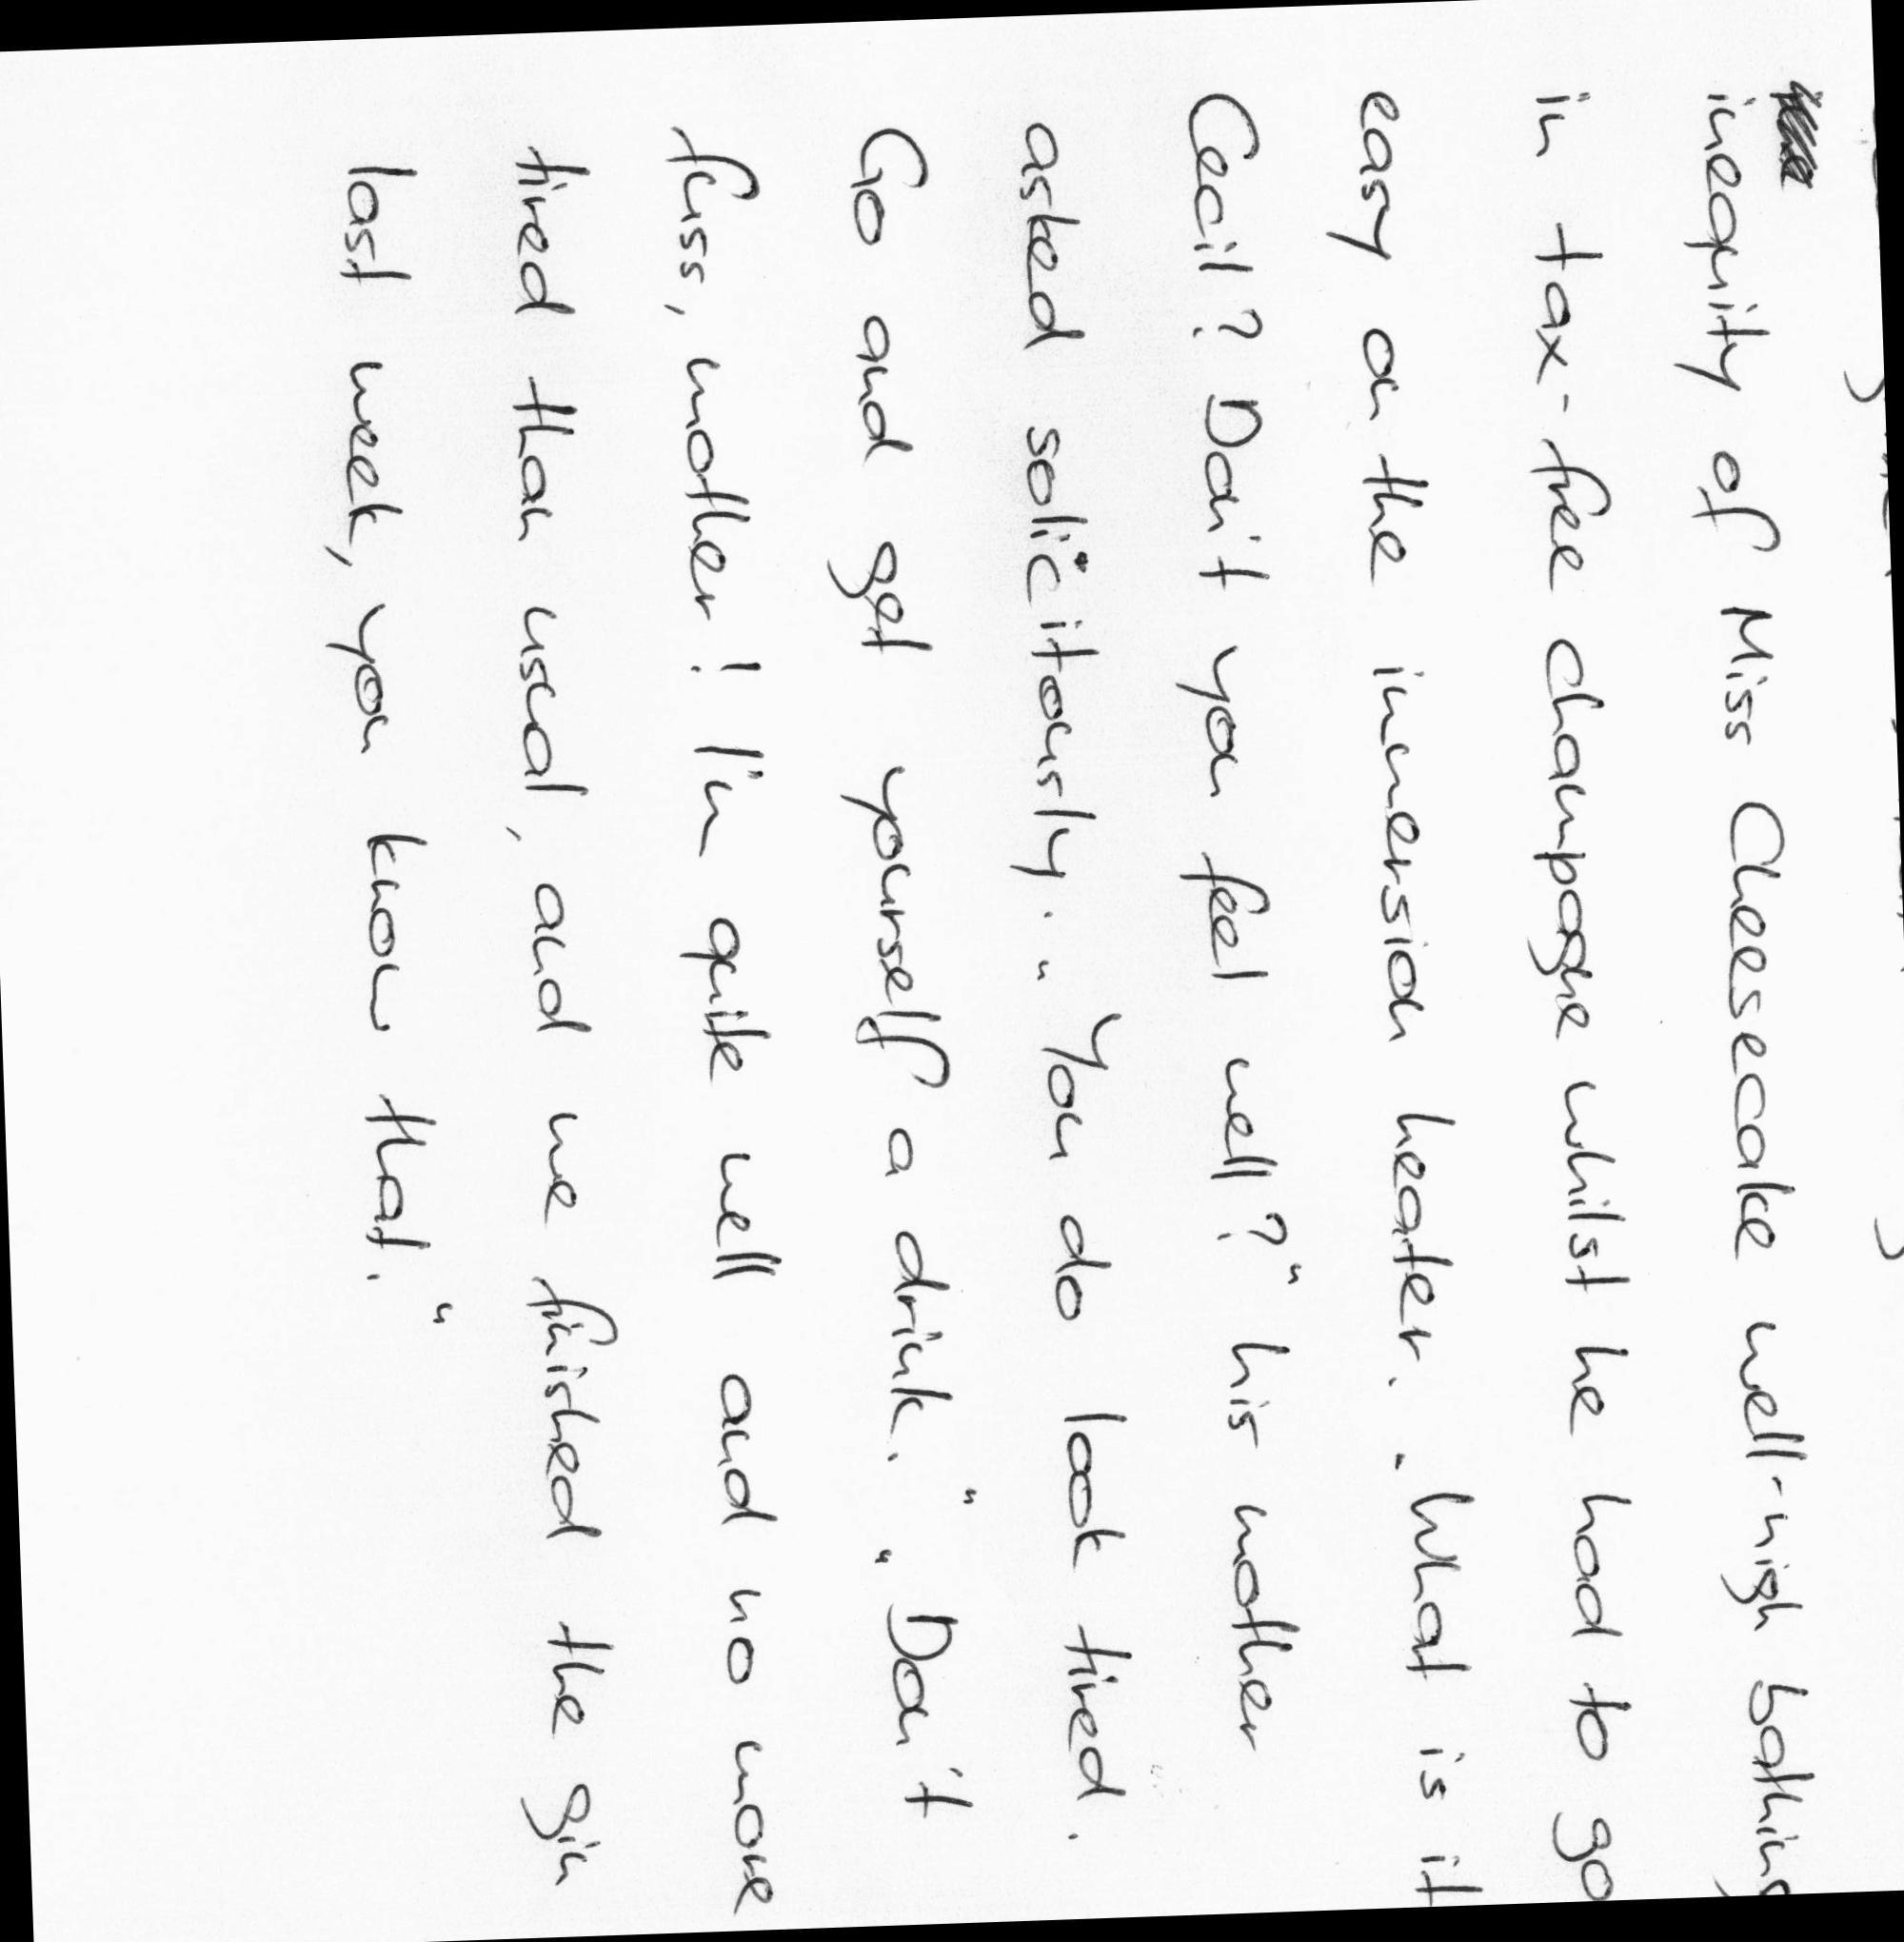 inequity of Miss Cheesecake well-nigh bathing
in tax-free champagne whilst he had to go
easy on the immersion heater. "What is it
Cecil? Don't you feel well?" his mother
asked solicitously. "You do look tired.
Go and get yourself a drink." "Don't
fuss, mother! I'm quite well and no more
tired than usual, and we finished the gin
last week, you know that."